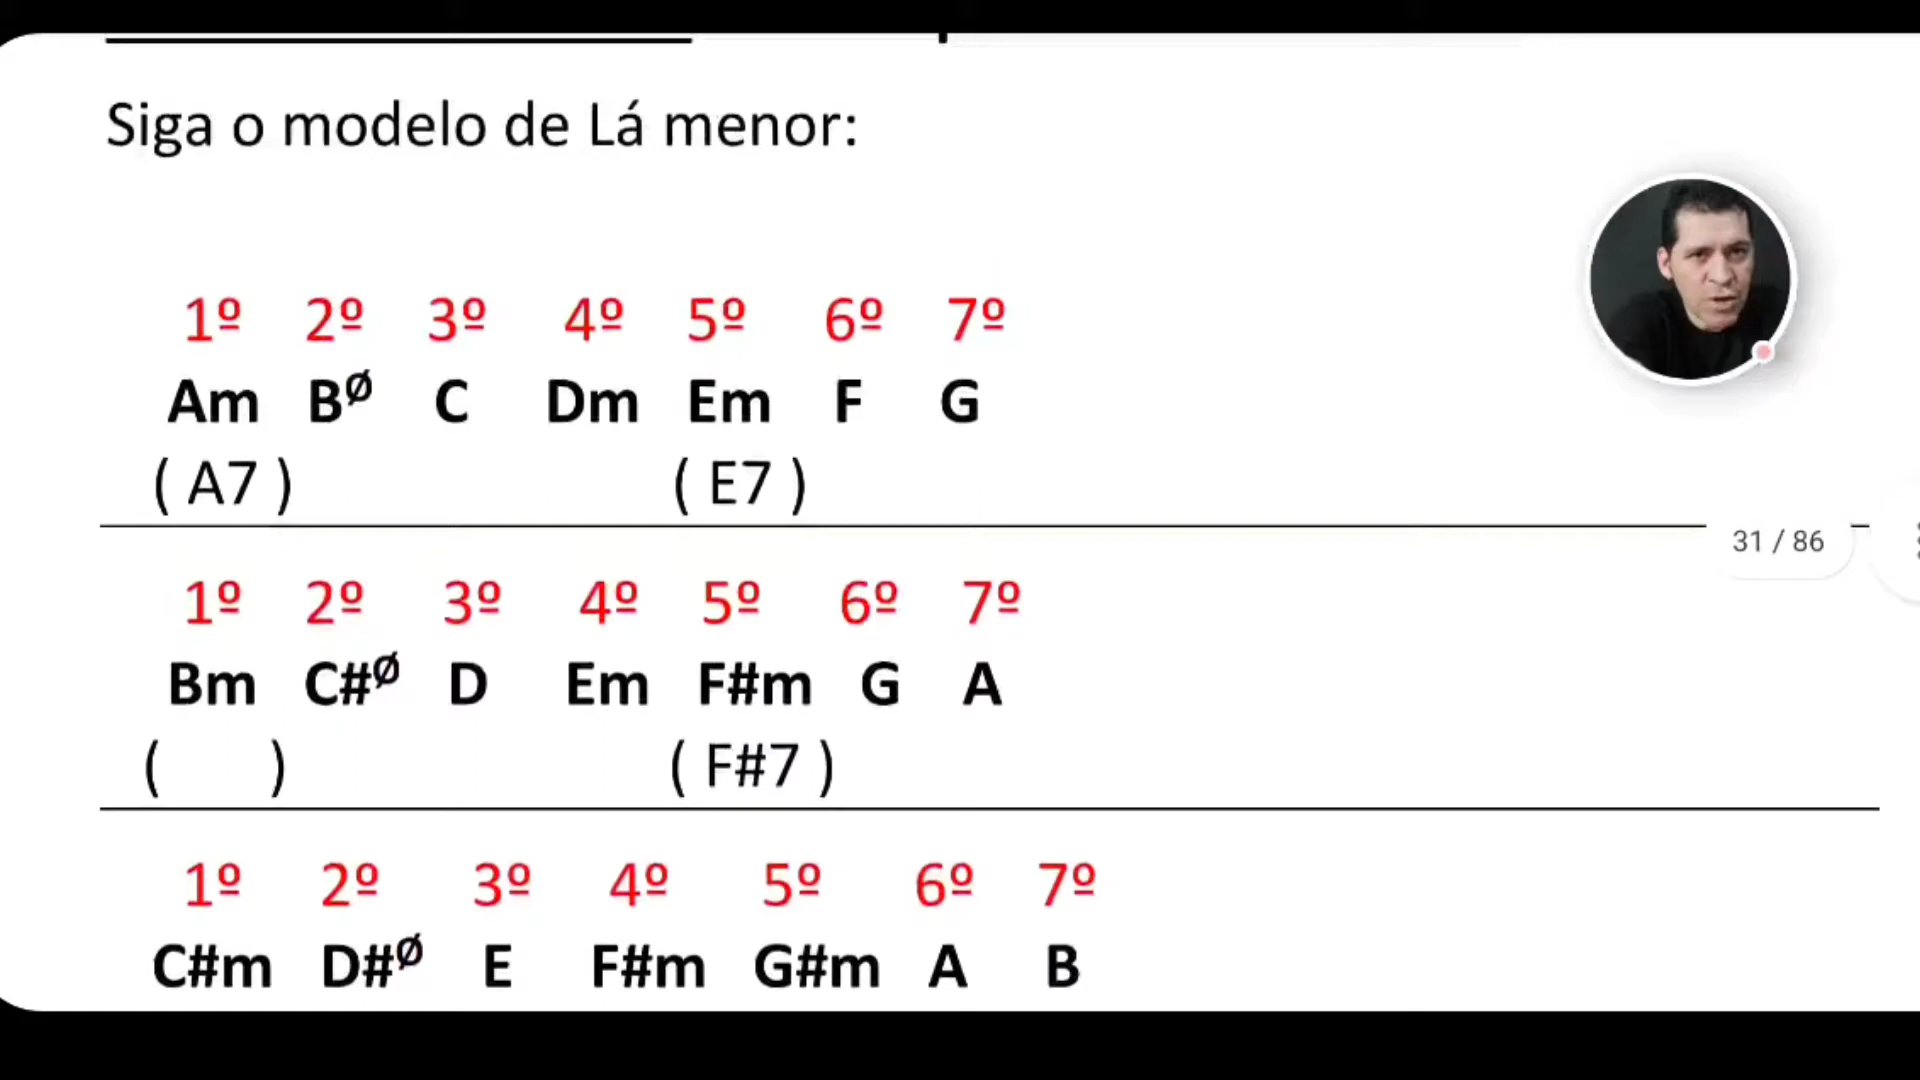 Siga o modelo de Lá menor:
1º 2º 3º 4º 5º 6º 7º
Am BØ C Dm Em F G
( A7 ) ( E7 )
31 / 86
1º 2º 3º 4º 5º 6º 7º
Bm C#Ø D Em F#m G A
( ) ( F#7 )
1º 2º 3º 4º 5º 6º 7º
C#m D#Ø E F#m G#m A B